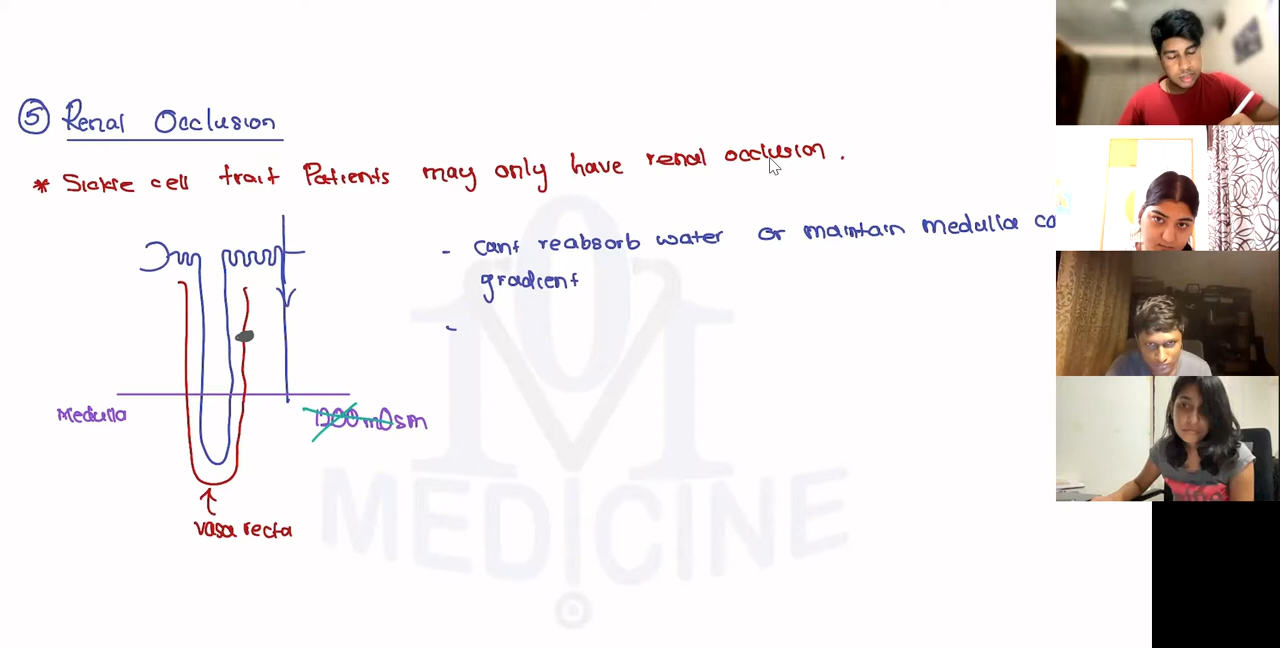 5 Renal Occlusion
* Sickle cell trait Patients may only have renal occlusion.
- cant reabsorb water or maintain medulla co
gradient
-
Medulla
1200 mOsm
vasa recta
OM
MEDICINE